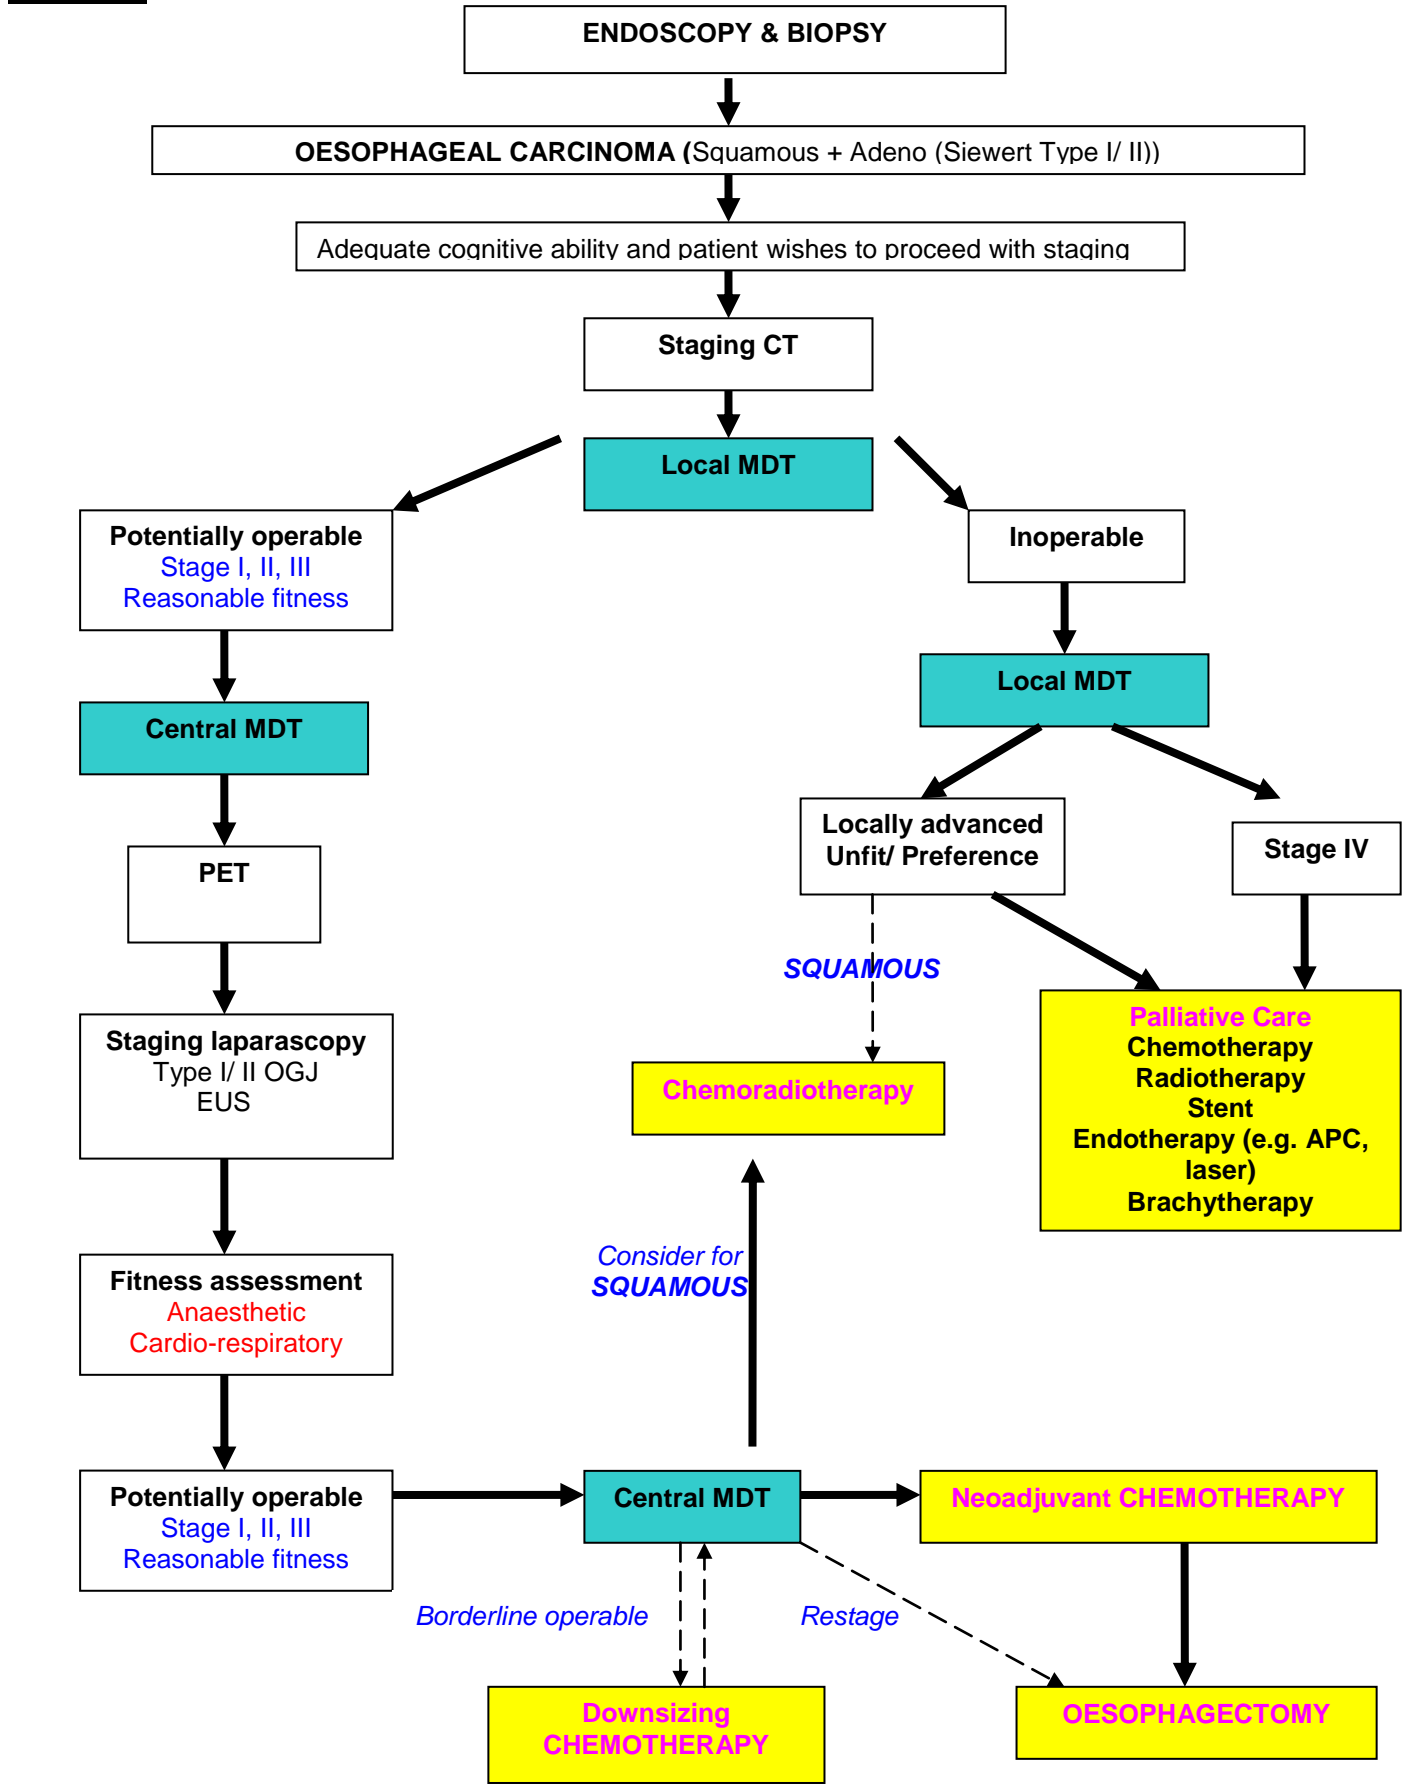 ENDOSCOPY & BIOPSY
OESOPHAGEAL CARCINOMA (Squamous + Adeno (Siewert Type I/ II))
Adequate cognitive ability and patient wishes to proceed with staging
Staging CT
Local MDT
Potentially operable
Stage I, II, III
Reasonable fitness
Inoperable
Local MDT
Central MDT
Locally advanced
Unfit/ Preference
Stage IV
PET
SQUAMOUS
Staging laparascopy
Type I/ II OGJ
EUS
Palliative Care
Chemotherapy
Radiotherapy
Stent
Endotherapy (e.g. APC,
laser)
Brachytherapy
Chemoradiotherapy
Consider for
SQUAMOUS
Fitness assessment
Anaesthetic
Cardio-respiratory
Potentially operable
Stage I, II, III
Reasonable fitness
Central MDT
Neoadjuvant CHEMOTHERAPY
Borderline operable
Restage
Downsizing
CHEMOTHERAPY
OESOPHAGECTOMY